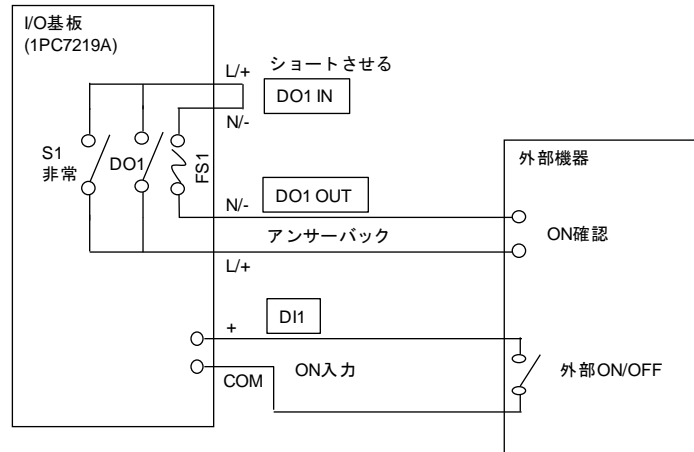 I/O基板
(1PC7219A)
L/+
ショートさせる
DO1 IN
N/-
S1
非常
DO1
FS1
外部機器
N/-
DO1 OUT
アンサーバック
ON確認
L/+
DI1
+
COM
ON入力
外部ON/OFF